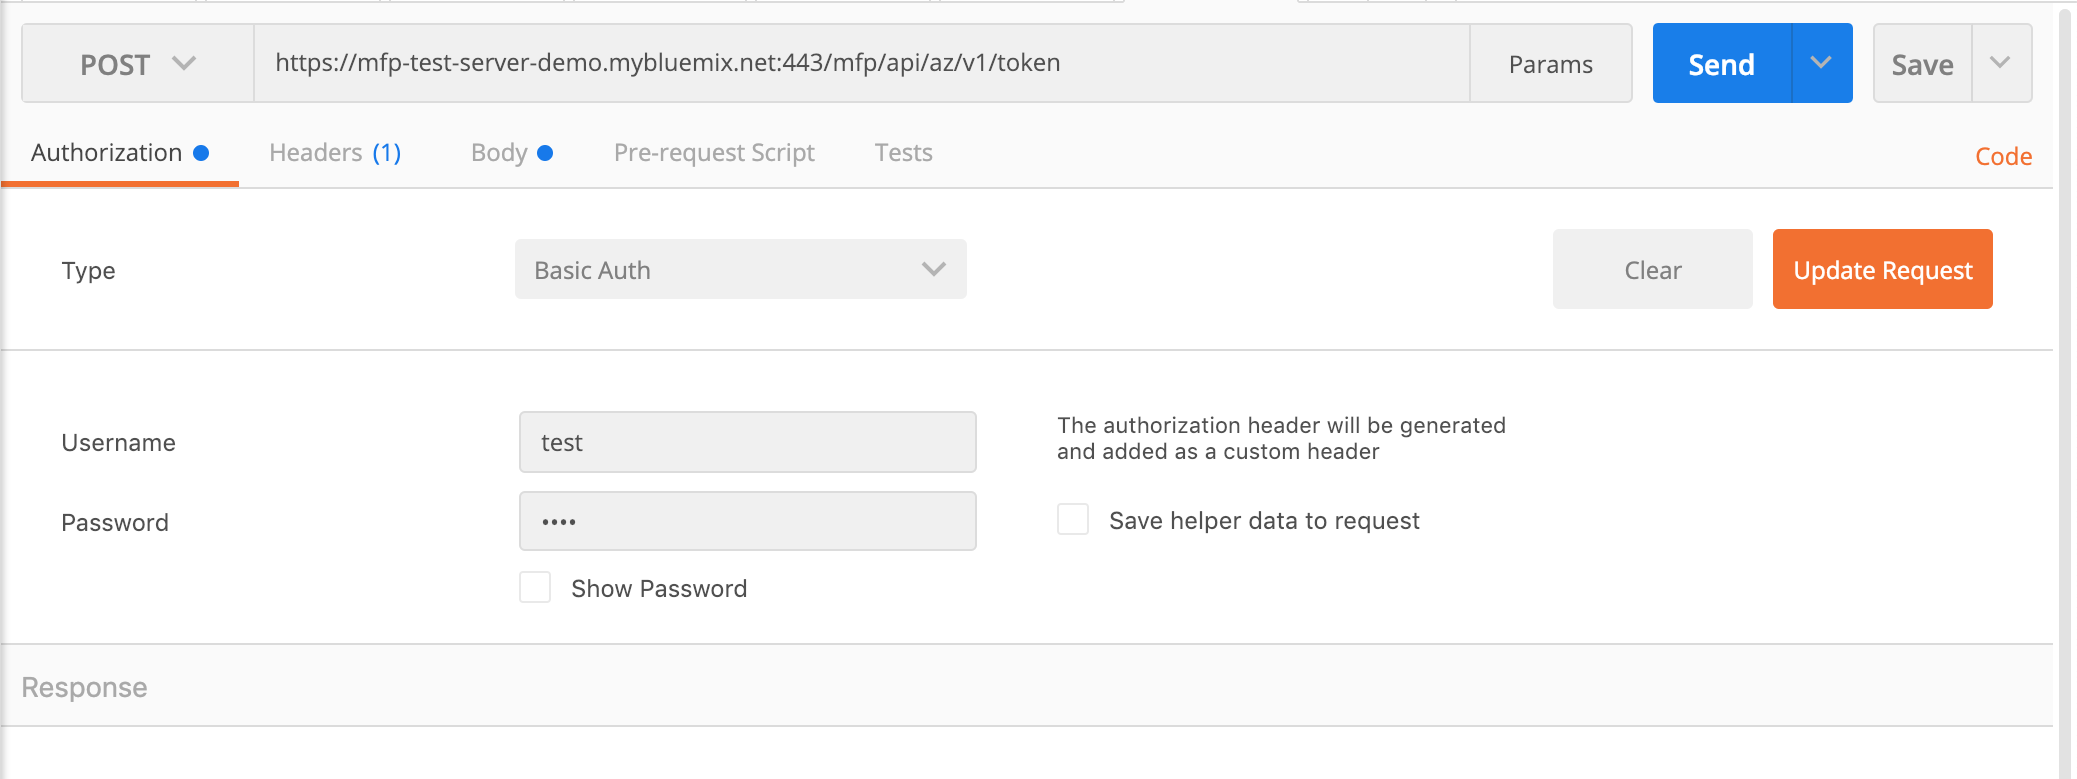 POST https://mfp-test-server-demo.mybluemix.net:443/mfp/api/az/v1/token Params Send Save
Authorization Headers (1) Body Pre-request Script Tests Code
Type Basic Auth Clear Update Request
Username test The authorization header will be generated
and added as a custom header
Password •••• Save helper data to request
Show Password
Response